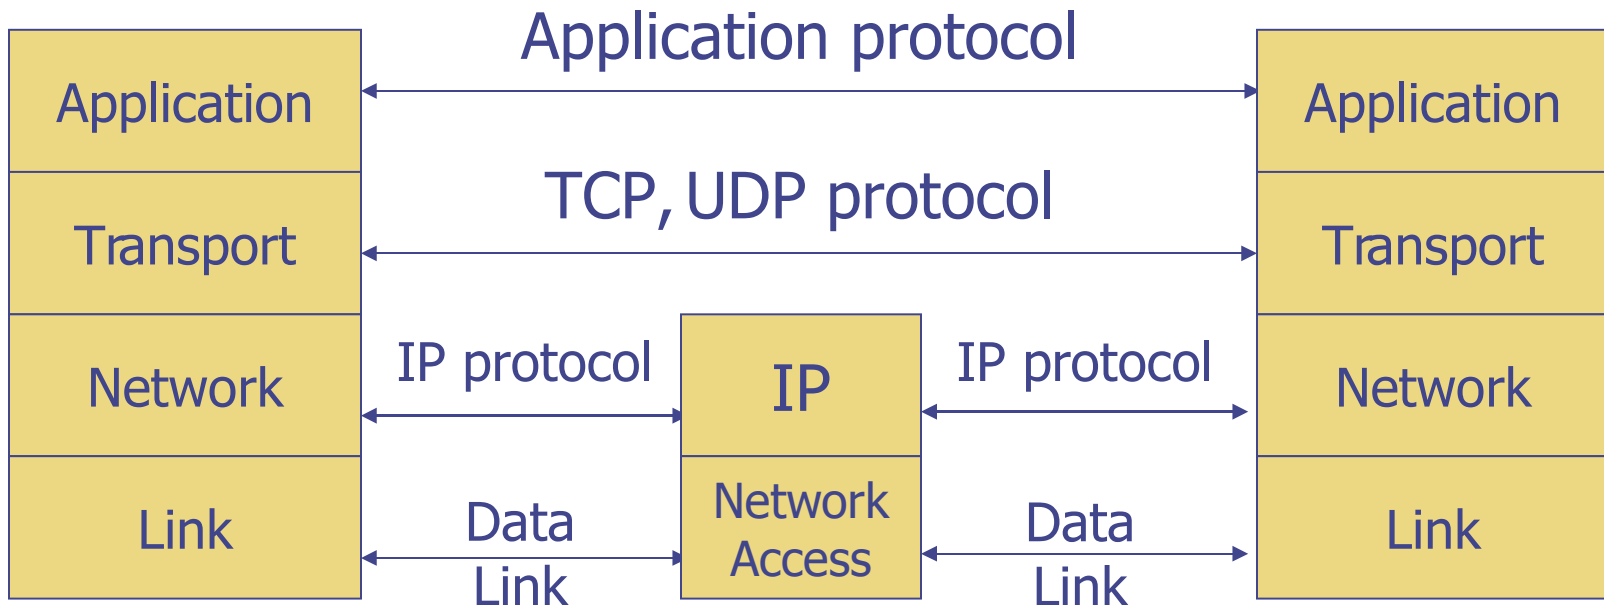 Application protocol
Application
Application
TCP, UDP protocol
Transport
Transport
IP protocol
IP
IP protocol
Network
Network
Network
Access
Data
Link
Data
Link
Link
Link